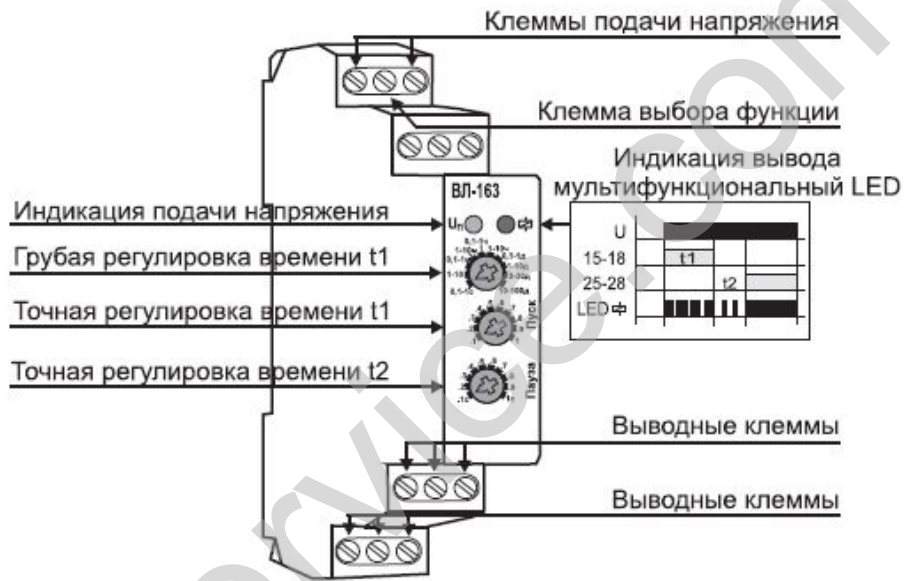 Клеммы подачи напряжения
Клемма выбора функции
Индикация вывода
мультифункциональный LED
ВЛ-163
Индикация подачи напряжения
Uп
U
Грубая регулировка времени t1
15-18 t1
25-28 t2
LED
Точная регулировка времени t1
Пуск
Точная регулировка времени t2
Пауза
Выводные клеммы
Выводные клеммы